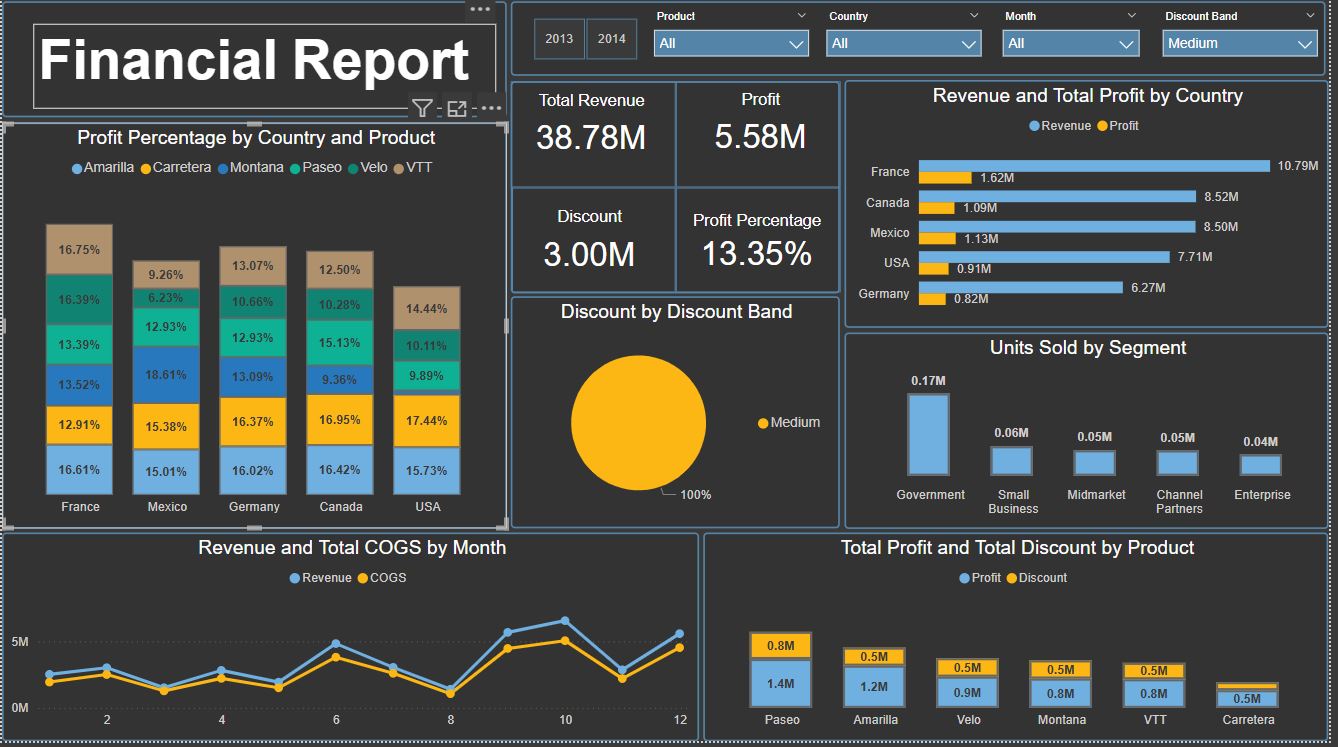 Financial Report
2013 2014
Product Country Month Discount Band
All All All Medium
Profit Percentage by Country and Product
Amarilla Carretera Montana Paseo Velo VTT
16.75% 9.26% 13.07% 12.50% 14.44%
16.39% 6.23% 10.66% 10.28% 10.11%
13.39% 12.93% 12.93% 15.13% 9.89%
13.52% 18.61% 13.09% 9.36%
12.91% 15.38% 16.37% 16.95% 17.44%
16.61% 15.01% 16.02% 16.42% 15.73%
France Mexico Germany Canada USA
Total Revenue
38.78M
Profit
5.58M
Discount
3.00M
Profit Percentage
13.35%
Revenue and Total Profit by Country
Revenue Profit
France 10.79M
1.62M
Canada 8.52M
1.09M
Mexico 8.50M
1.13M
USA 7.71M
0.91M
Germany 6.27M
0.82M
Discount by Discount Band
Medium
100%
Units Sold by Segment
0.17M 0.06M 0.05M 0.05M 0.04M
Government Small Business Midmarket Channel Partners Enterprise
Revenue and Total COGS by Month
Revenue COGS
5M
0M
2 4 6 8 10 12
Total Profit and Total Discount by Product
Profit Discount
0.8M 0.5M 0.5M 0.5M 0.5M
1.4M 1.2M 0.9M 0.8M 0.8M 0.5M
Paseo Amarilla Velo Montana VTT Carretera